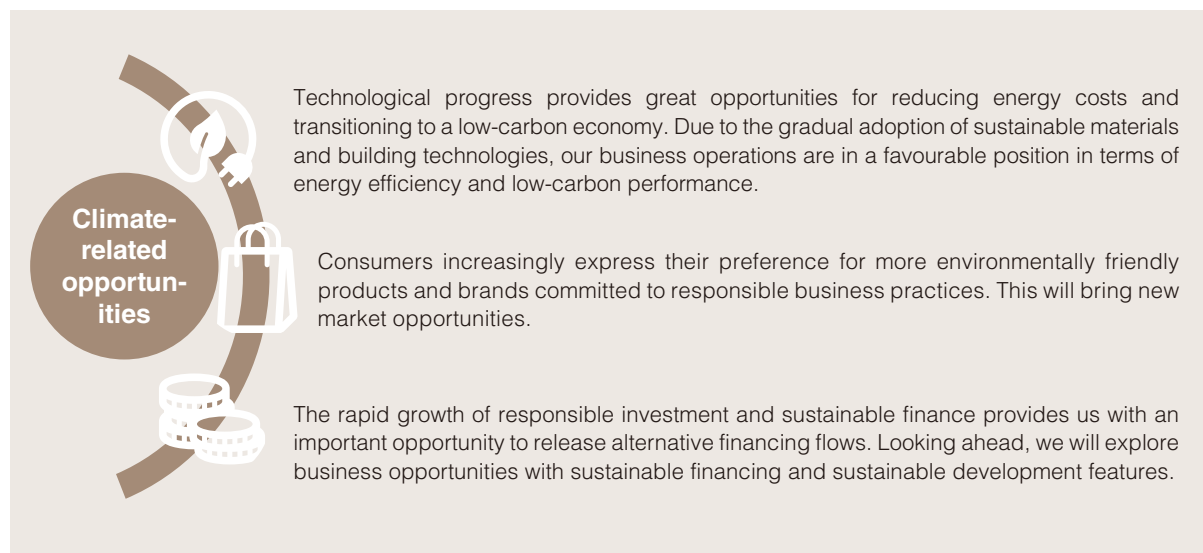 Climate-
related
opportun-
ities
Technological progress provides great opportunities for reducing energy costs and
transitioning to a low-carbon economy. Due to the gradual adoption of sustainable materials
and building technologies, our business operations are in a favourable position in terms of
energy efficiency and low-carbon performance.
Consumers increasingly express their preference for more environmentally friendly
products and brands committed to responsible business practices. This will bring new
market opportunities.
The rapid growth of responsible investment and sustainable finance provides us with an
important opportunity to release alternative financing flows. Looking ahead, we will explore
business opportunities with sustainable financing and sustainable development features.